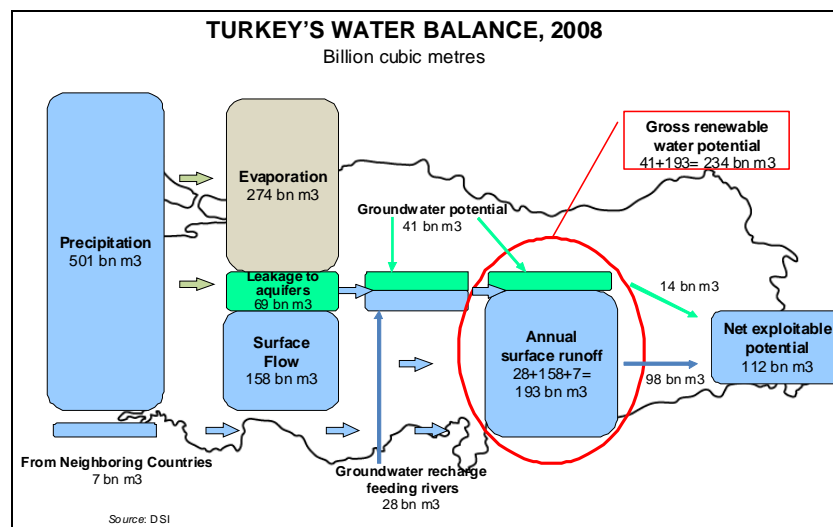 TURKEY'S WATER BALANCE, 2008
Billion cubic metres
Gross renewable
water potential
41+193= 234 bn m3
Evaporation
274 bn m3
Groundwater potential
41 bn m3
Precipitation
501 bn m3
Leakage to
aquifers
69 bn m3
14 bn m3
Surface
Flow
158 bn m3
Annual
surface runoff
28+158+7=
193 bn m3
Net exploitable
potential
112 bn m3
98 bn m3
From Neighboring Countries
7 bn m3
Groundwater recharge
feeding rivers
28 bn m3
Source: DSI